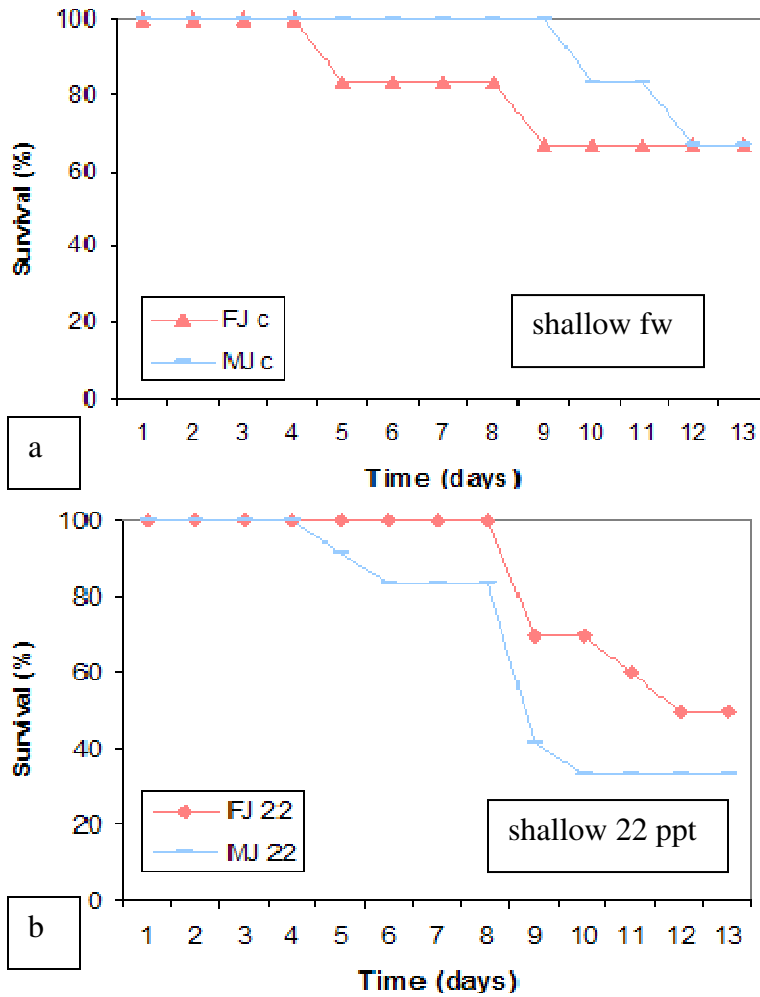 100
80
60
40
20
0
Survival (%)
FJ c
MJ c
shallow fw
a
1 2 3 4 5 6 7 8 9 10 11 12 13
Time (days)
100
80
60
40
20
0
Survival (%)
FJ 22
MJ 22
shallow 22 ppt
b
1 2 3 4 5 6 7 8 9 10 11 12 13
Time (days)